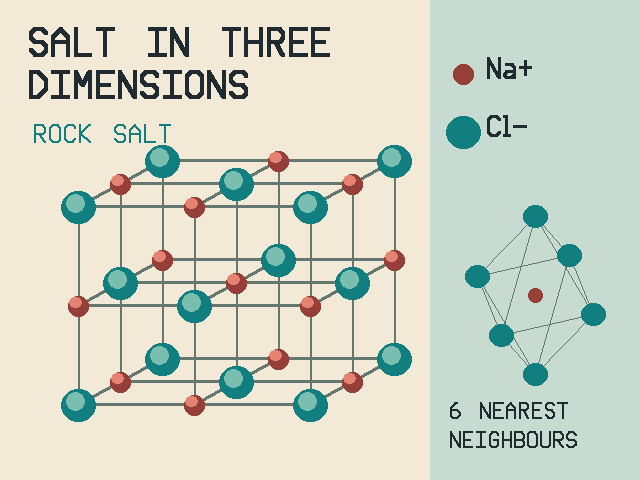 SALT IN THREE
DIMENSIONS
ROCK SALT
Na+
Cl−
6 NEAREST
NEIGHBOURS